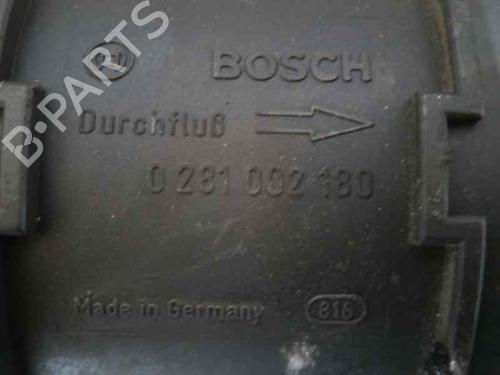 BOSCH
Durchfluß
0 281 002 180
Made in Germany
816
B-PARTS